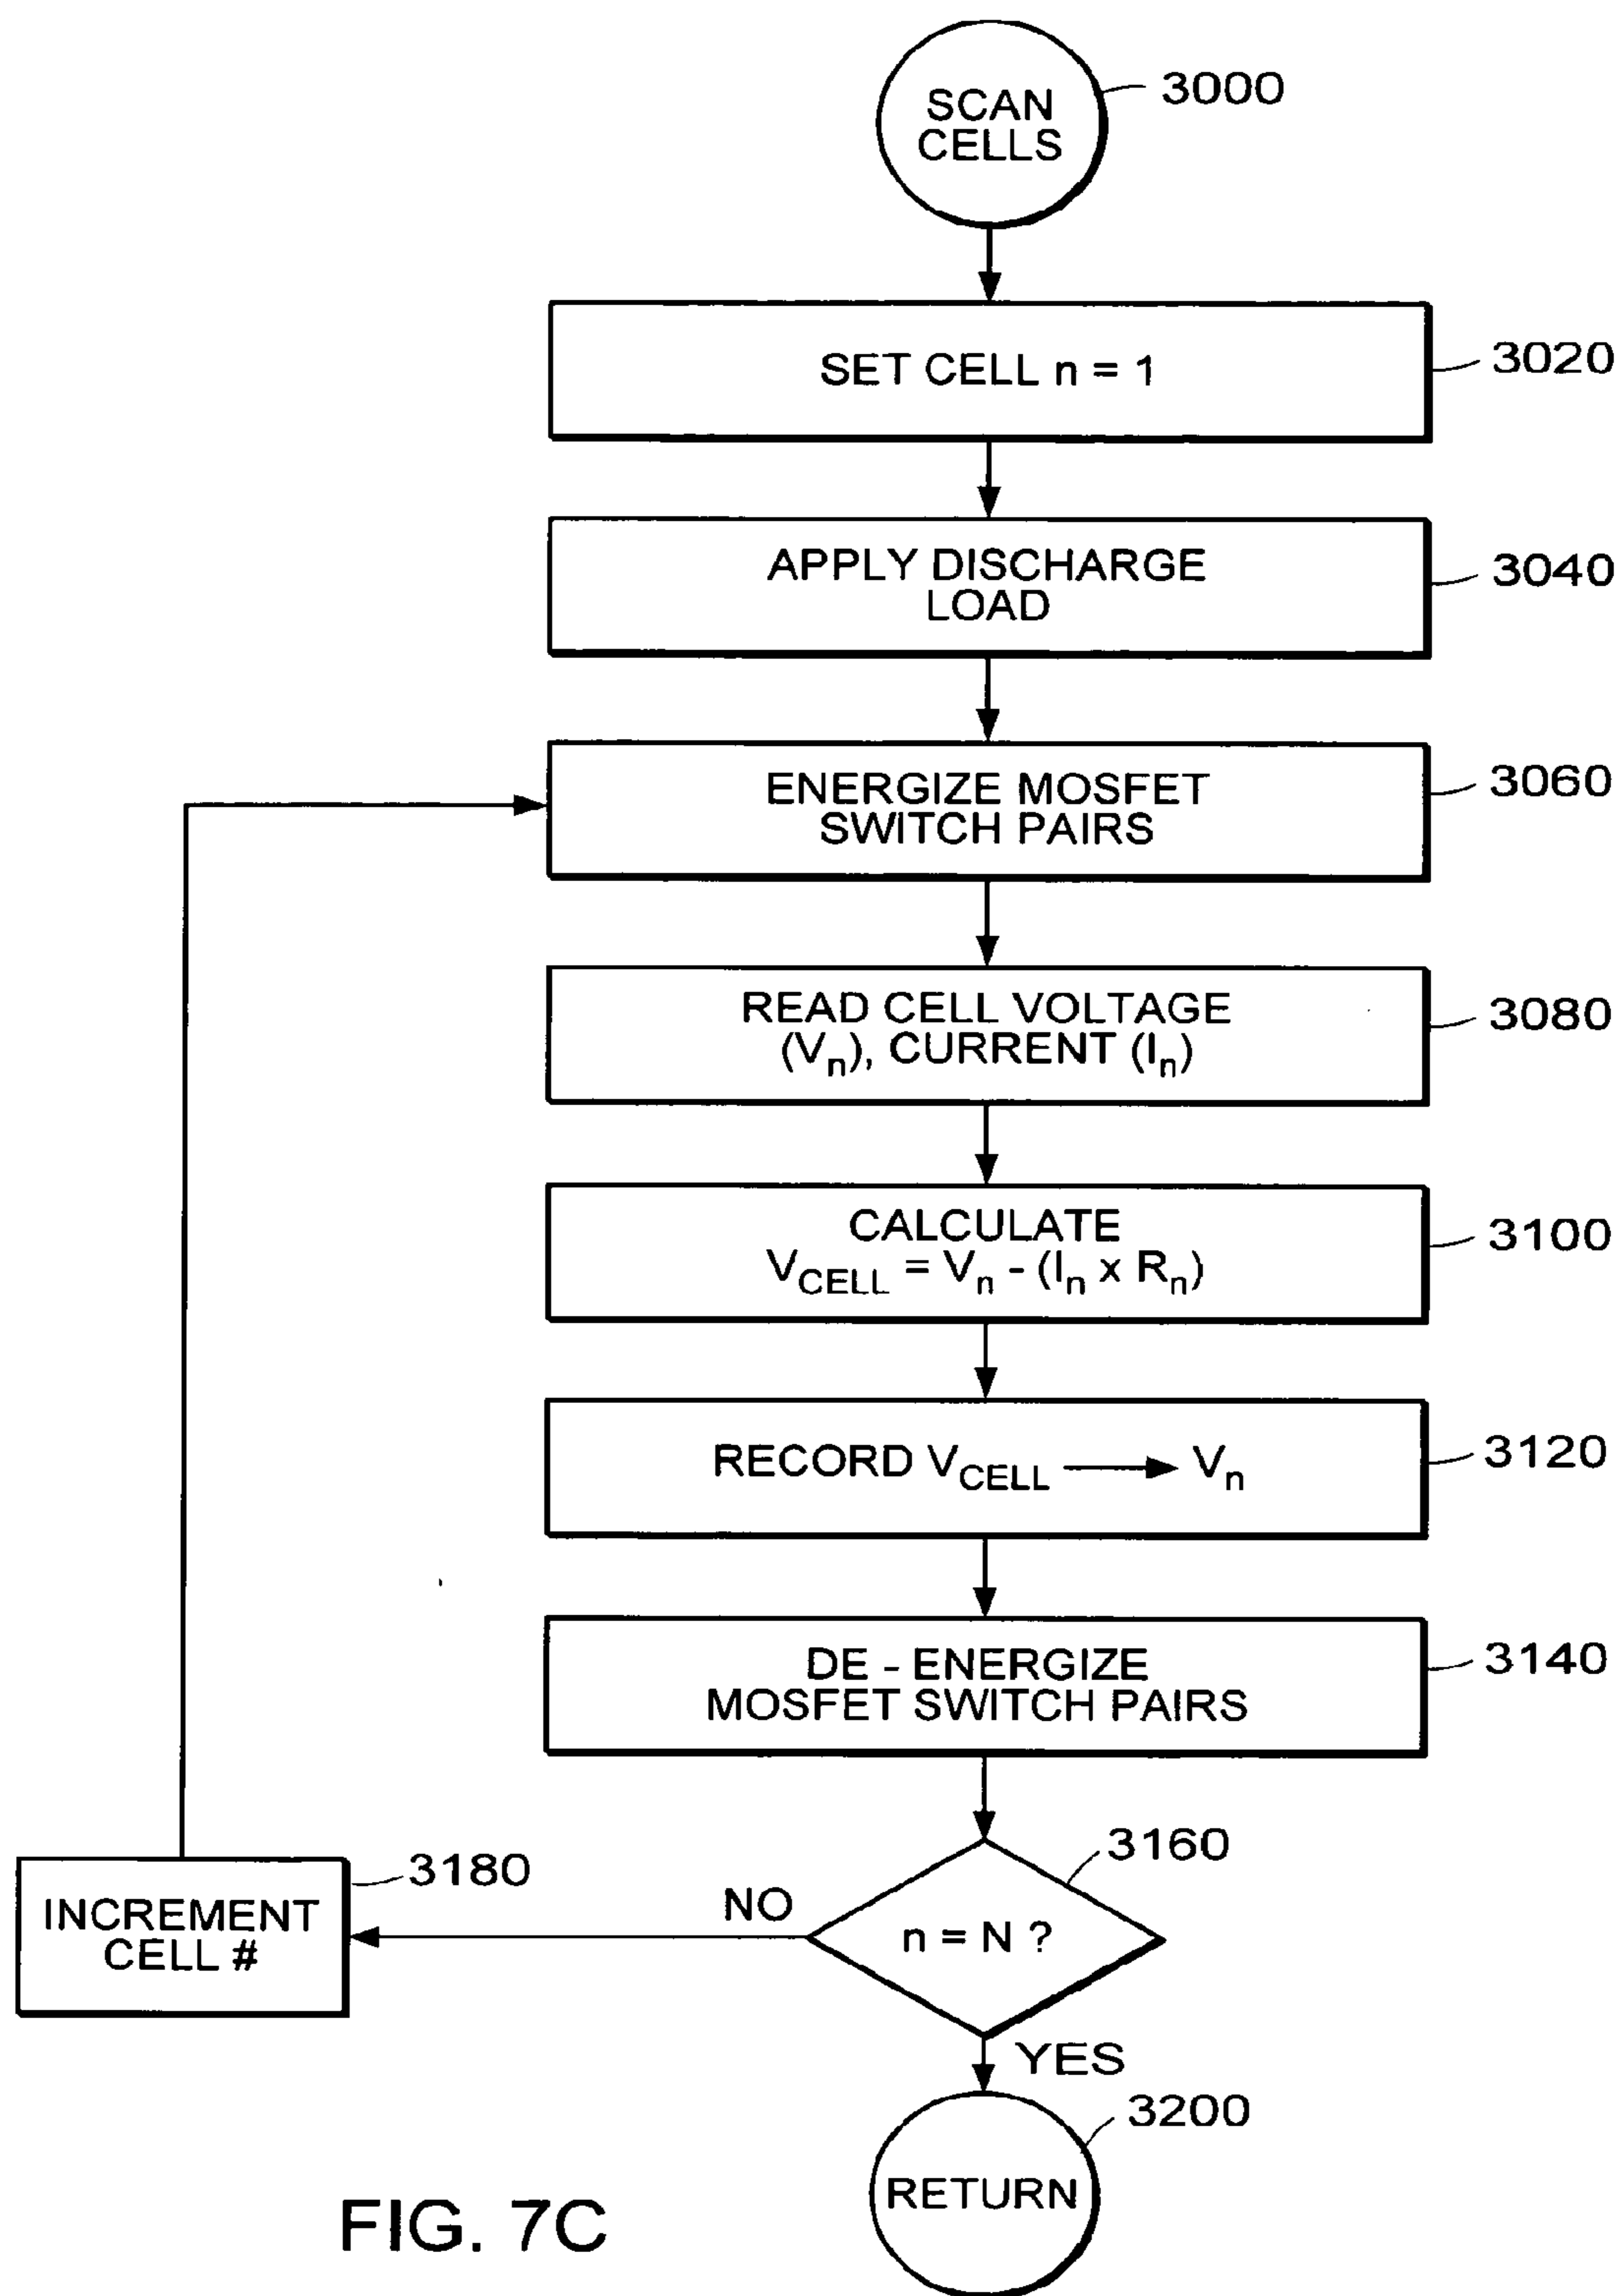 SCAN
CELLS
3000
SET CELL n = 1
3020
APPLY DISCHARGE
LOAD
3040
ENERGIZE MOSFET
SWITCH PAIRS
3060
READ CELL VOLTAGE
(Vn), CURRENT (In)
3080
CALCULATE
VCELL = Vn - (In x Rn)
3100
RECORD VCELL → Vn
3120
DE - ENERGIZE
MOSFET SWITCH PAIRS
3140
n = N ?
3160
NO
INCREMENT
CELL #
3180
YES
RETURN
3200
FIG. 7C